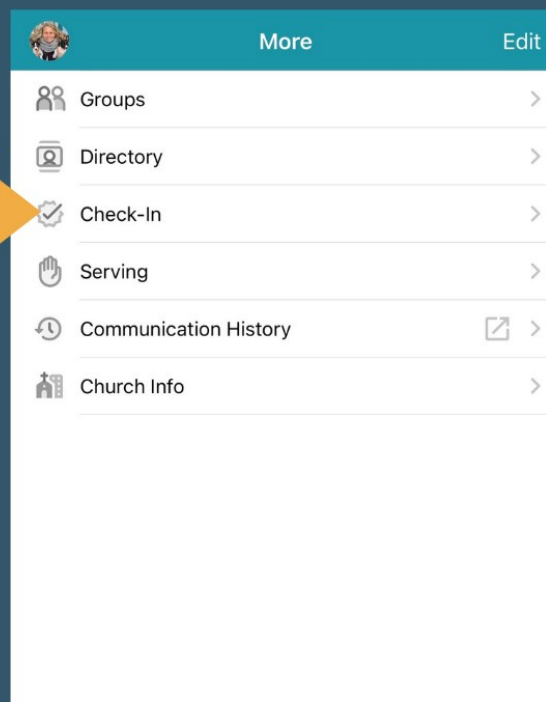 More
Edit
Groups
Directory
Check-In
Serving
Communication History
Church Info